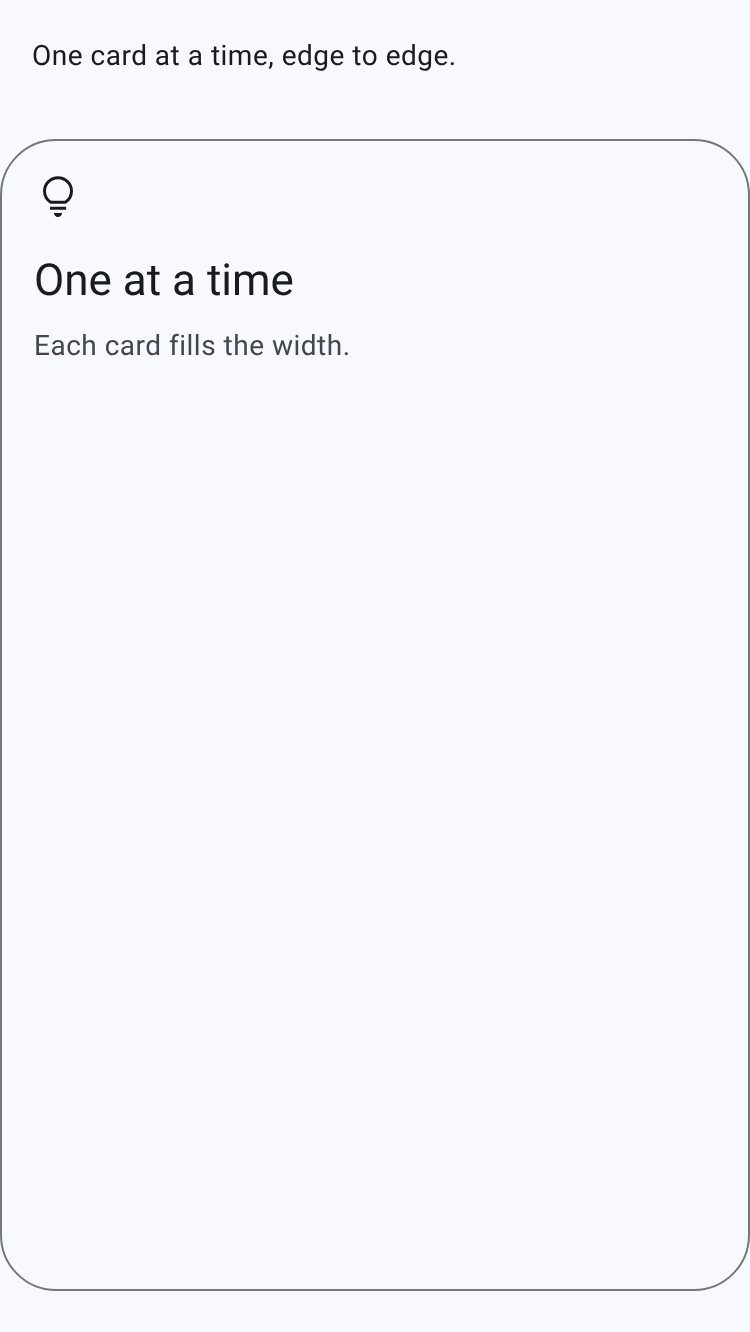 One card at a time, edge to edge.
One at a time
Each card fills the width.